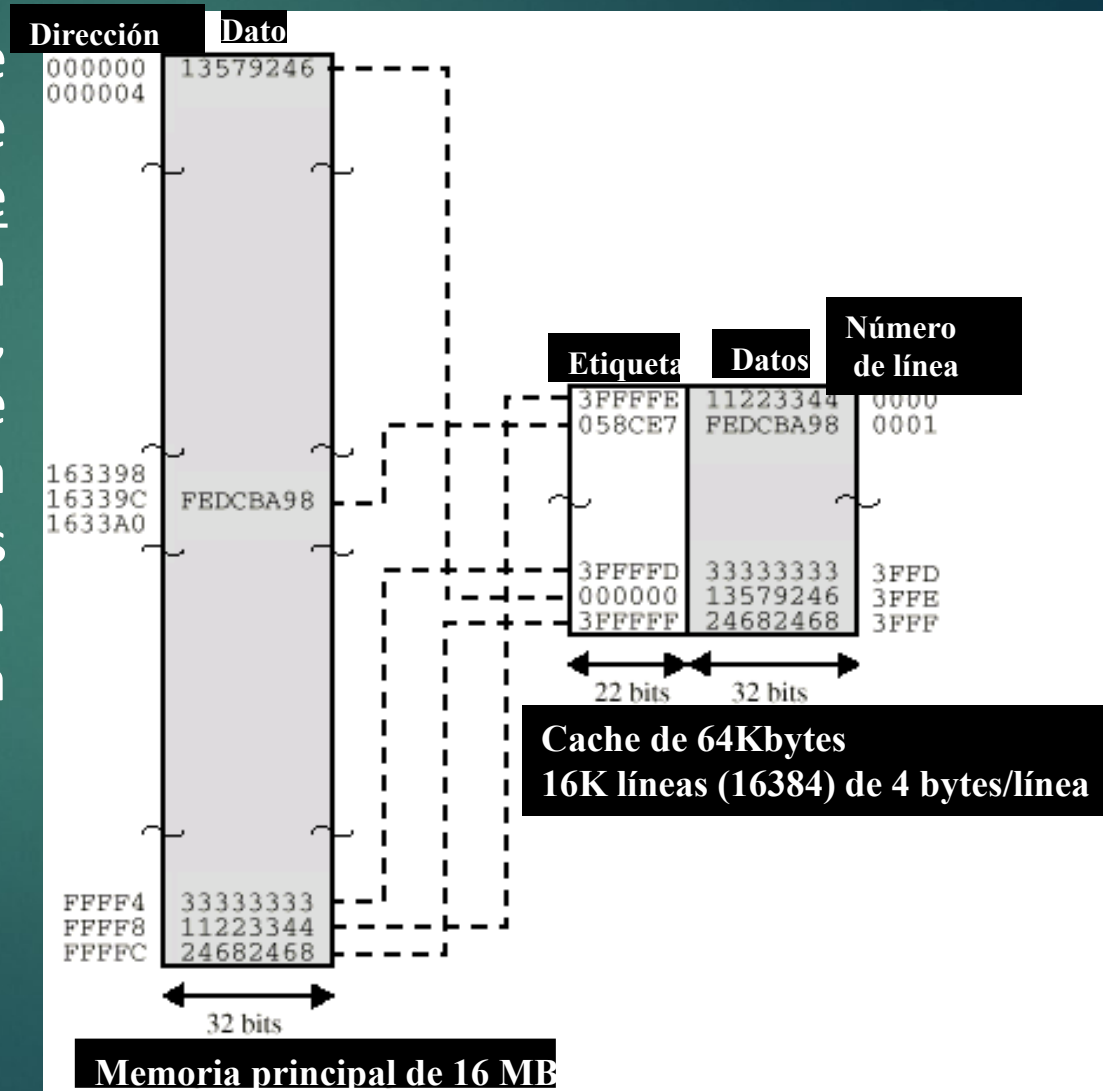 Dirección Dato
000000 13579246
000004
163398
16339C FEDCBA98
1633A0
FFFF4 33333333
FFFF8 11223344
FFFFC 24682468
32 bits
Memoria principal de 16 MB
Etiqueta Datos Número
de línea
3FFFFE 11223344 0000
058CE7 FEDCBA98 0001
3FFFFD 33333333 3FFD
000000 13579246 3FFE
3FFFFF 24682468 3FFF
22 bits 32 bits
Cache de 64Kbytes
16K líneas (16384) de 4 bytes/línea